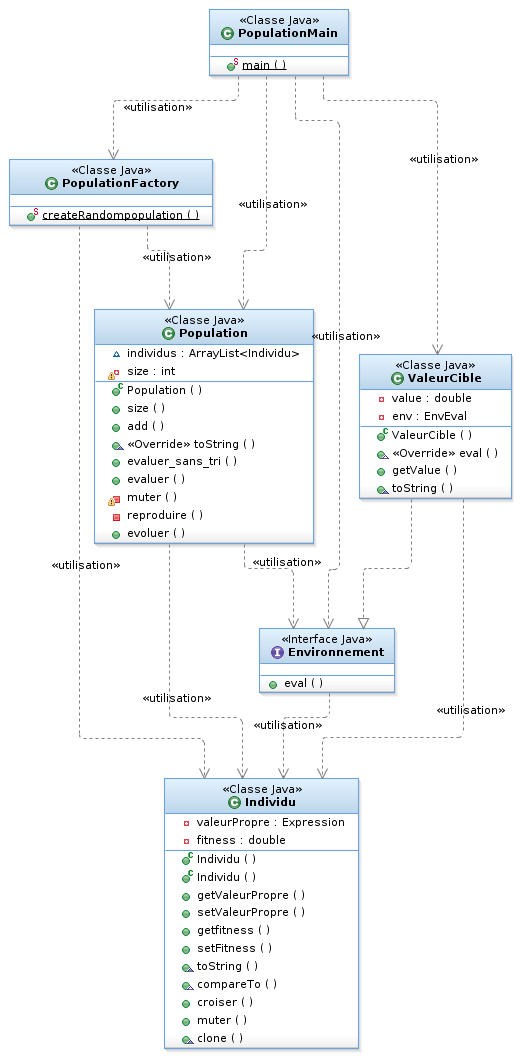 «Classe Java»
PopulationMain
main ( )
«utilisation»
«utilisation»
«utilisation»
«utilisation»
«Classe Java»
PopulationFactory
createRandompopulation ( )
«utilisation»
«utilisation»
«Classe Java»
Population
individus : ArrayList<Individu>
size : int
Population ( )
size ( )
add ( )
«Override» toString ( )
evaluer_sans_tri ( )
evaluer ( )
muter ( )
reproduire ( )
evoluer ( )
«Classe Java»
ValeurCible
value : double
env : EnvEval
ValeurCible ( )
«Override» eval ( )
getValue ( )
toString ( )
«utilisation»
«utilisation»
«Interface Java»
Environnement
eval ( )
«utilisation»
«utilisation»
«Classe Java»
Individu
valeurPropre : Expression
fitness : double
Individu ( )
Individu ( )
getValeurPropre ( )
setValeurPropre ( )
getfitness ( )
setFitness ( )
toString ( )
compareTo ( )
croiser ( )
muter ( )
clone ( )